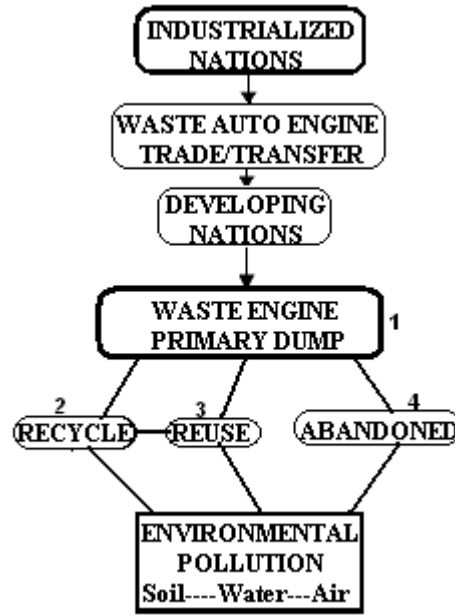 INDUSTRIALIZED
NATIONS
WASTE AUTO ENGINE
TRADE/TRANSFER
DEVELOPING
NATIONS
WASTE ENGINE
PRIMARY DUMP
1
2
3
4
RECYCLE
REUSE
ABANDONED
ENVIRONMENTAL
POLLUTION
Soil----Water---Air